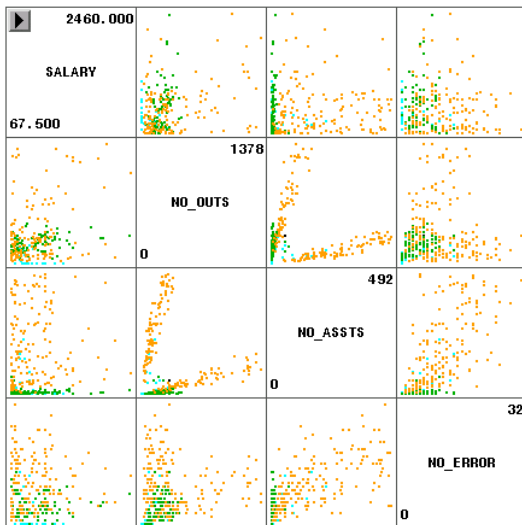 2460.000
SALARY
67.500
1378
NO_OUTS
0
492
NO_ASSTS
0
32
NO_ERROR
0